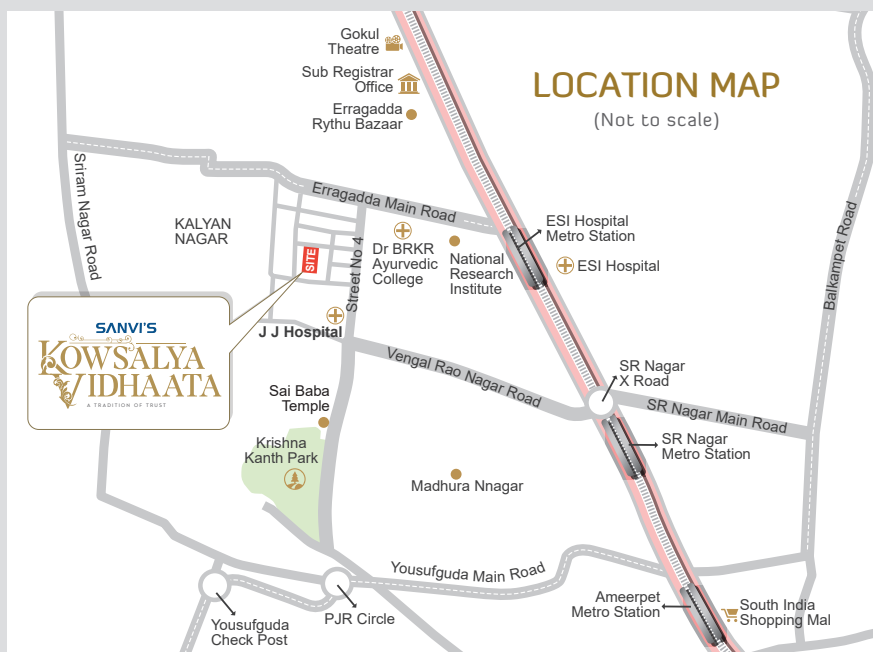 Gokul
Theatre
Sub Registrar
Office
Erragadda
Rythu Bazaar
LOCATION MAP
(Not to scale)
Sriram Nagar Road
Erragadda Main Road
KALYAN
NAGAR
SITE
Street No 4
Dr BRKR
Ayurvedic
College
National
Research
Institute
ESI Hospital
Metro Station
ESI Hospital
Balkampet Road
J J Hospital
SANVI'S
KOWSALYA
VIDHAATA
A TRADITION OF TRUST
Vengal Rao Nagar Road
SR Nagar
X Road
SR Nagar Main Road
Sai Baba
Temple
Krishna
Kanth Park
SR Nagar
Metro Station
Madhura Nnagar
Yousufguda Main Road
Ameerpet
Metro Station
South India
Shopping Mal
PJR Circle
Yousufguda
Check Post